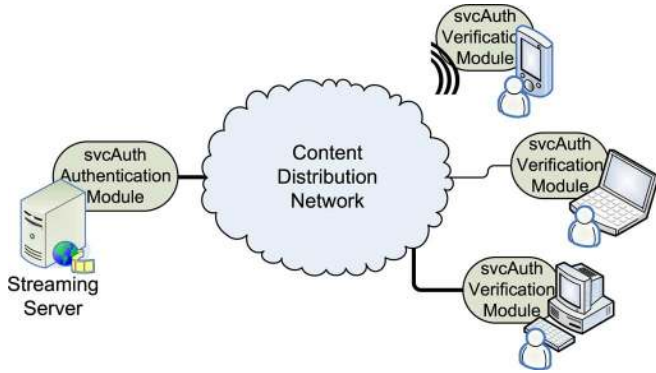 svcAuth
Verification
Module
svcAuth
Authentication
Module
Content
Distribution
Network
svcAuth
Verification
Module
Streaming
Server
svcAuth
Verification
Module